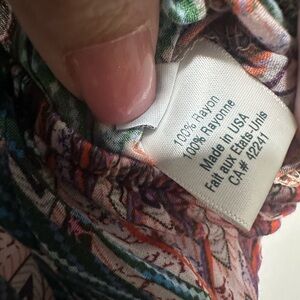 100% Rayon
100% Rayonne
Made in USA
Fait aux Etats-Unis
CA# 42241